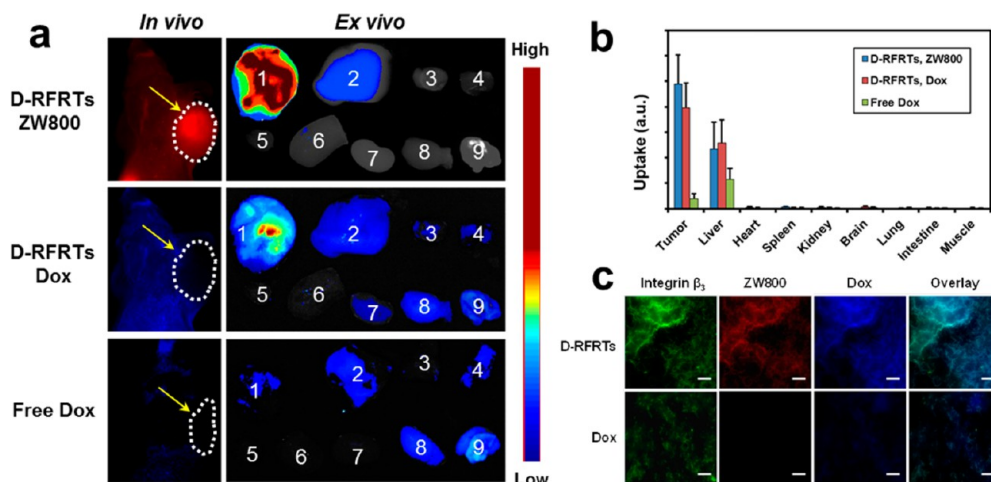 a
In vivo
Ex vivo
D-RFRTs
ZW800
1
2
3
4
5
6
7
8
9
D-RFRTs
Dox
1
2
3
4
5
6
7
8
9
Free Dox
1
2
3
4
5
6
7
8
9
High
Low
b
Uptake (a.u.)
D-RFRTs, ZW800
D-RFRTs, Dox
Free Dox
Tumor
Liver
Heart
Spleen
Kidney
Brain
Lung
Intestine
Muscle
c
Integrin β3
ZW800
Dox
Overlay
D-RFRTs
Dox